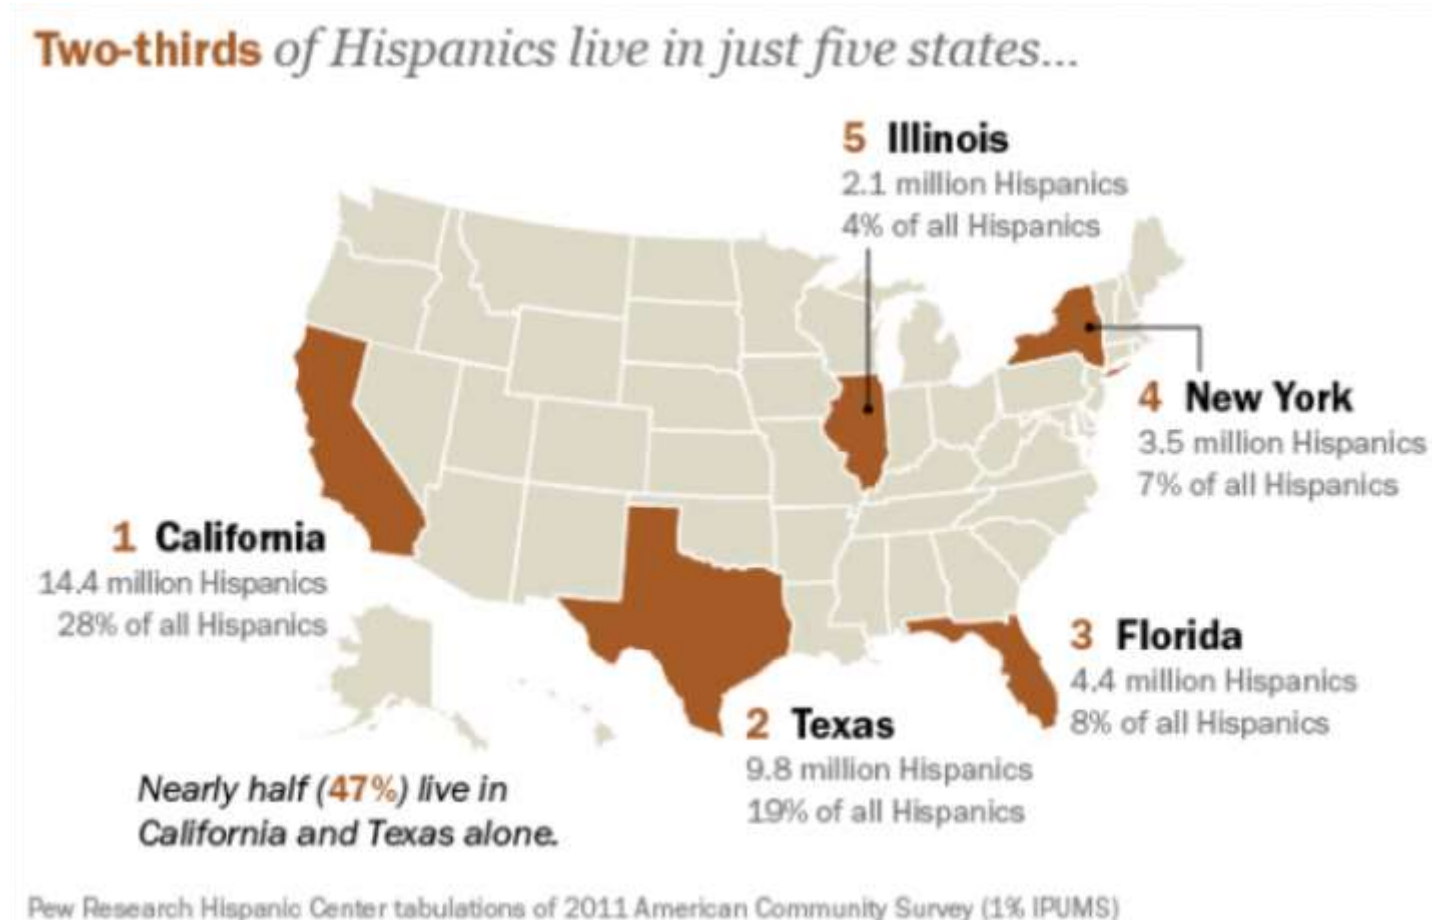 Two-thirds of Hispanics live in just five states...
5 Illinois
2.1 million Hispanics
4% of all Hispanics
4 New York
3.5 million Hispanics
7% of all Hispanics
1 California
14.4 million Hispanics
28% of all Hispanics
3 Florida
4.4 million Hispanics
8% of all Hispanics
2 Texas
9.8 million Hispanics
19% of all Hispanics
Nearly half (47%) live in
California and Texas alone.
Pew Research Hispanic Center tabulations of 2011 American Community Survey (1% IPUMS)